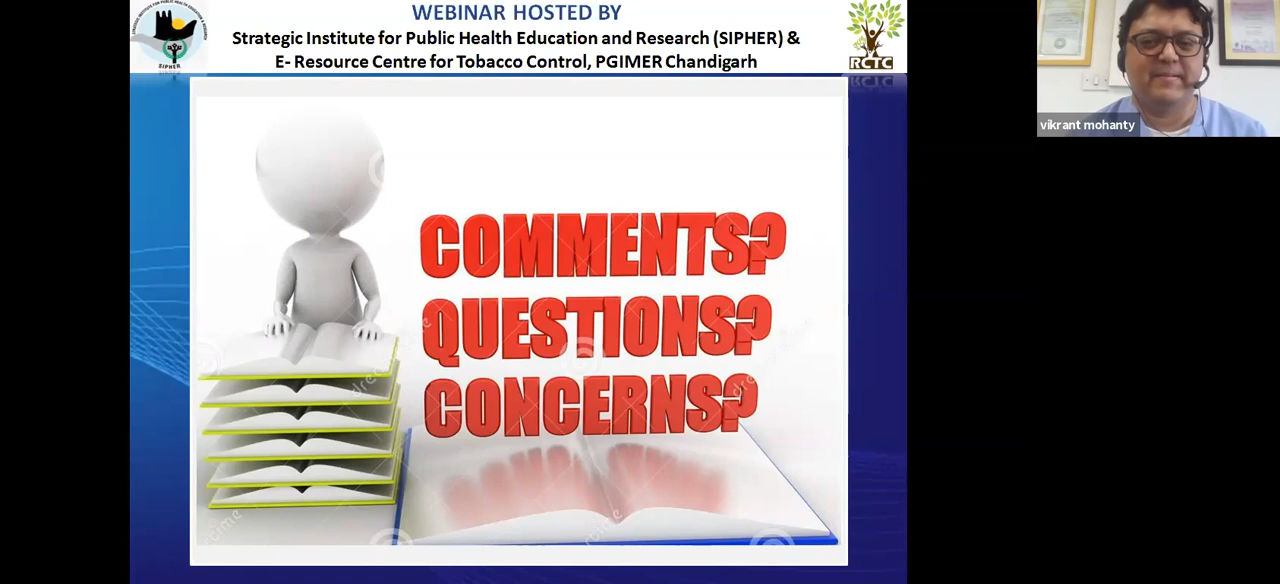 WEBINAR HOSTED BY
Strategic Institute for Public Health Education and Research (SIPHER) &
E- Resource Centre for Tobacco Control, PGIMER Chandigarh
SIPHER
RCTC
vikrant mohanty
COMMENTS?
QUESTIONS?
CONCERNS?